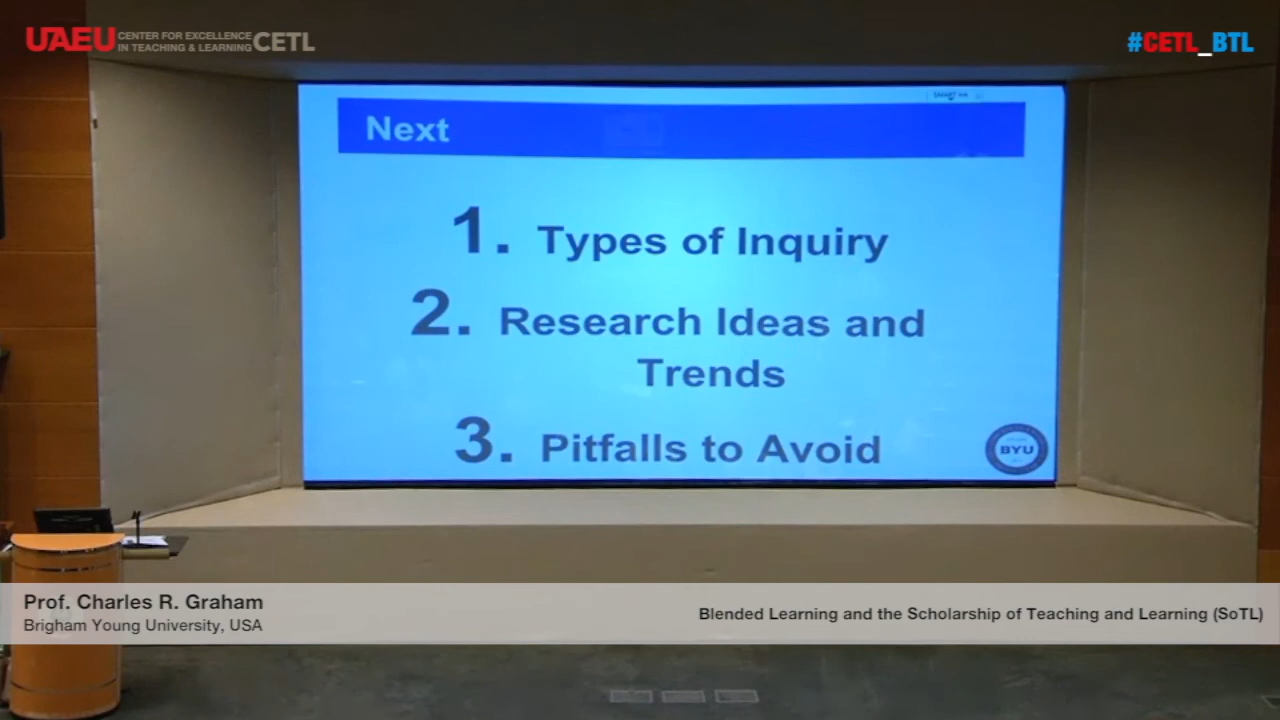 UAEU CENTER FOR EXCELLENCE
IN TEACHING & LEARNING CETL
#CETL_BTL
Next
1. Types of Inquiry
2. Research Ideas and
Trends
3. Pitfalls to Avoid
BYU
Prof. Charles R. Graham
Brigham Young University, USA
Blended Learning and the Scholarship of Teaching and Learning (SoTL)